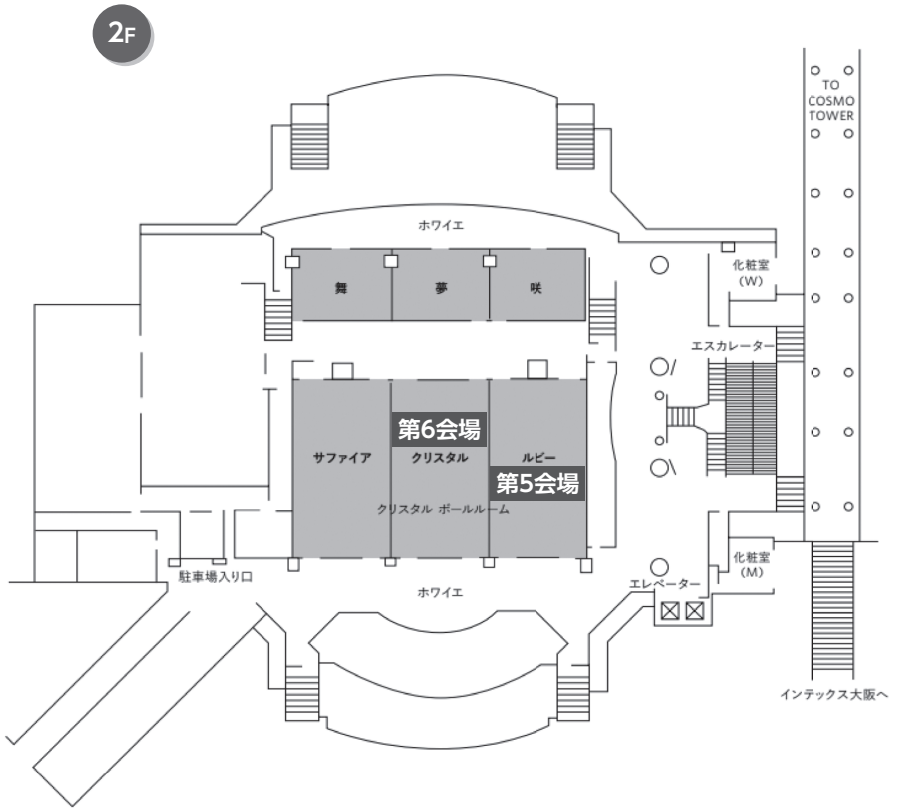 2F
TO
COSMO
TOWER
ホワイエ
化粧室
(W)
舞
夢
咲
エスカレーター
第6会場
サファイア
クリスタル
ルビー
第5会場
クリスタル ボールルーム
駐車場入り口
ホワイエ
エレベーター
化粧室
(M)
インテックス大阪へ